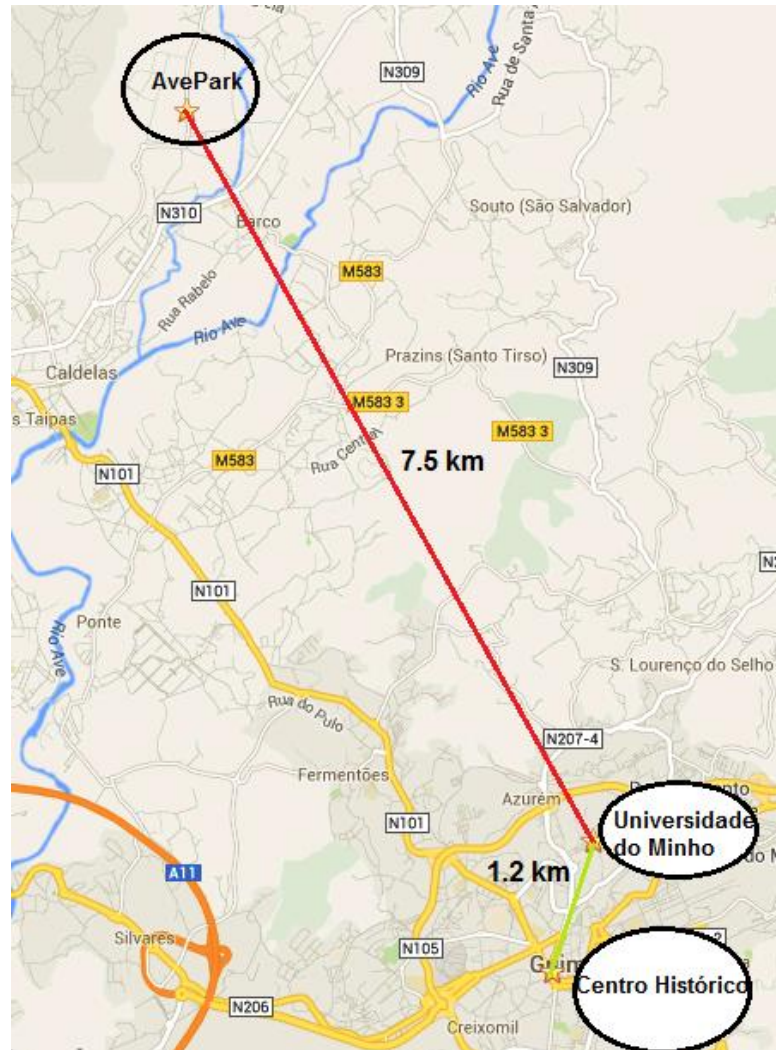 AvePark
N309
Rio Ave
Rua de Santa
N310
Barco
Souto (São Salvador)
M583
Rua Rabelo
Rio Ave
Prazins (Santo Tirso)
N309
Caldelas
s Taipas
M583 3
M583 3
Rua Central
M583
7.5 km
N101
N101
Ponte
Rio Ave
S. Lourenço do Selho
Rua do Pulo
N207-4
Fermentões
Azurém
N101
Universidade
do Minho
1.2 km
A11
Silvares
N105
Centro Histórico
N206
Creixomil